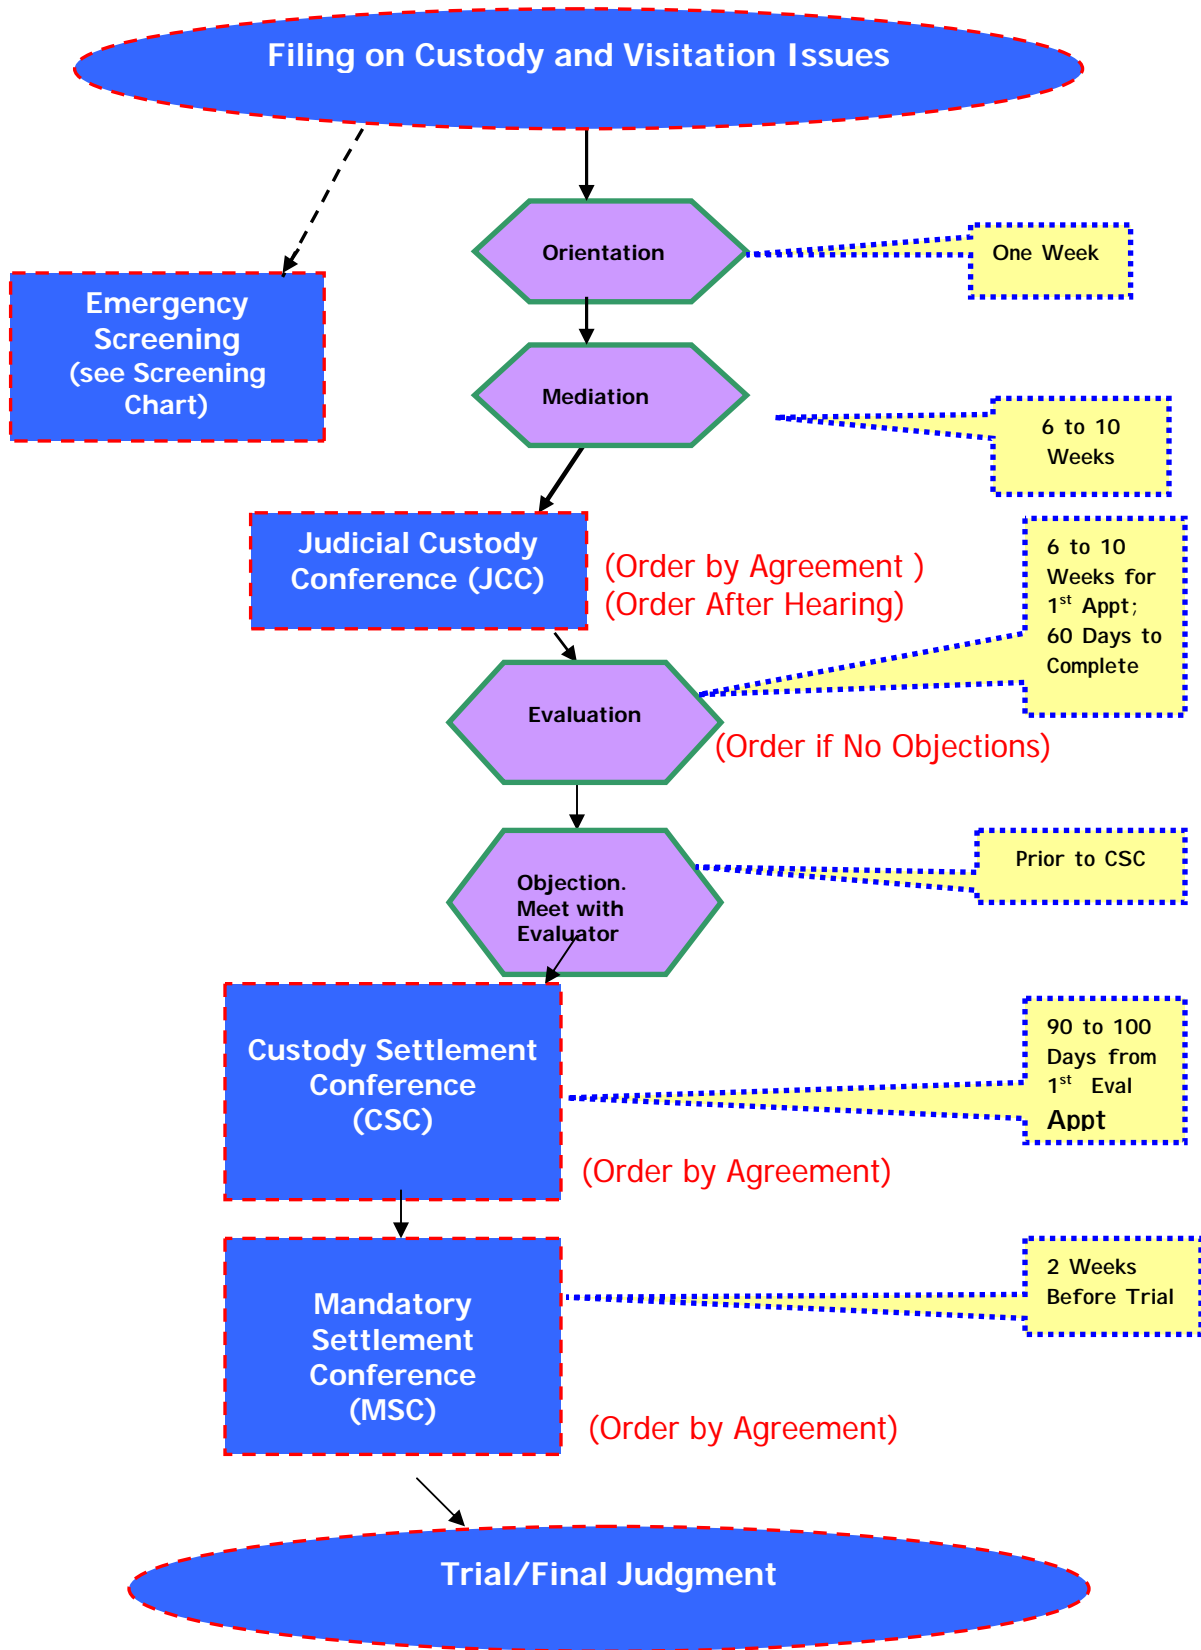 Filing on Custody and Visitation Issues
Orientation
One Week
Emergency
Screening
(see Screening
Chart)
Mediation
6 to 10
Weeks
Judicial Custody
Conference (JCC)
(Order by Agreement )
(Order After Hearing)
6 to 10
Weeks for
1st Appt;
60 Days to
Complete
Evaluation
(Order if No Objections)
Objection.
Meet with
Evaluator
Prior to CSC
Custody Settlement
Conference
(CSC)
90 to 100
Days from
1st Eval
Appt
(Order by Agreement)
Mandatory
Settlement
Conference
(MSC)
2 Weeks
Before Trial
(Order by Agreement)
Trial/Final Judgment